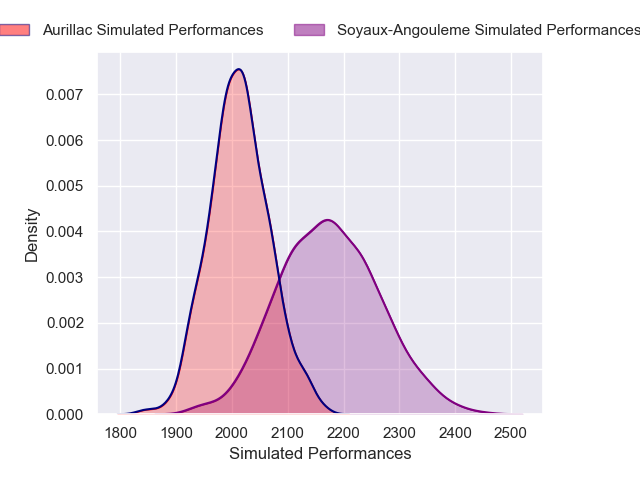 Aurillac Simulated Performances
Soyaux-Angouleme Simulated Performances
0.007
0.006
0.005
0.004
0.003
0.002
0.001
0.000
Density
1800 1900 2000 2100 2200 2300 2400 2500
Simulated Performances